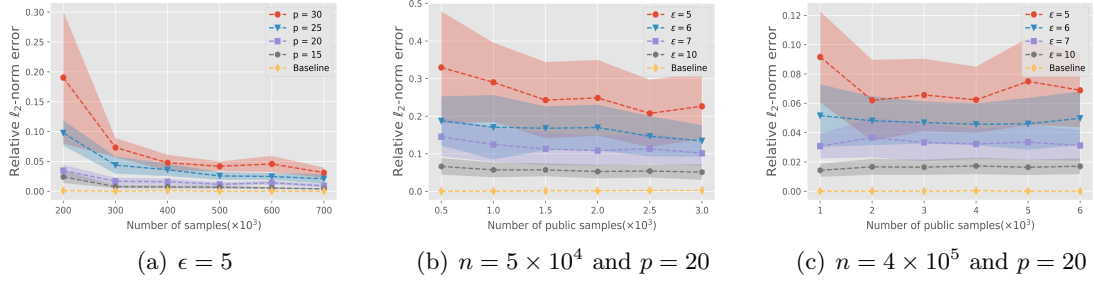 Relative ℓ2-norm error
0.30
0.25
0.20
0.15
0.10
0.05
0.00
p = 30
p = 25
p = 20
p = 15
Baseline
200 300 400 500 600 700
Number of samples(×10³)
(a) ϵ = 5
Relative ℓ2-norm error
0.5
0.4
0.3
0.2
0.1
0.0
ε = 5
ε = 6
ε = 7
ε = 10
Baseline
0.5 1.0 1.5 2.0 2.5 3.0
Number of public samples(×10³)
(b) n = 5 × 10⁴ and p = 20
Relative ℓ2-norm error
0.12
0.10
0.08
0.06
0.04
0.02
0.00
ε = 5
ε = 6
ε = 7
ε = 10
Baseline
1 2 3 4 5 6
Number of public samples(×10³)
(c) n = 4 × 10⁵ and p = 20